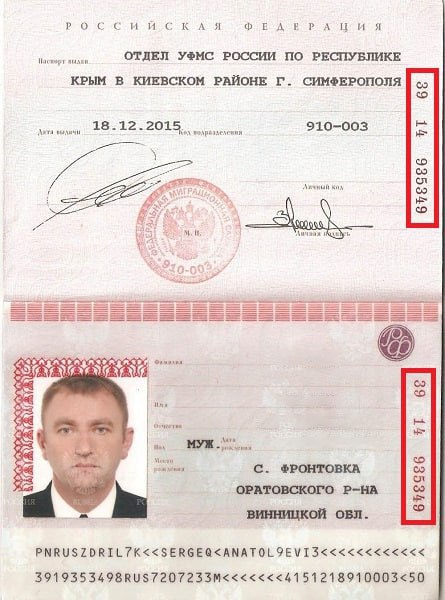 РОССИЙСКАЯ ФЕДЕРАЦИЯ
Паспорт выдан ОТДЕЛ УФМС РОССИИ ПО РЕСПУБЛИКЕ
КРЫМ В КИЕВСКОМ РАЙОНЕ Г. СИМФЕРОПОЛЯ
Дата выдачи 18.12.2015 Код подразделения 910-003
39 14 935349
Личный код
ФЕДЕРАЛЬНАЯ МИГРАЦИОННАЯ
М. П.
910-003
Личная подпись
Фамилия
Имя
Отчество
Пол МУЖ. Дата рождения
Место рождения С. ФРОНТОВКА
ОРАТОВСКОГО Р-НА
ВИННИЦКОЙ ОБЛ.
39 14 935349
РОССИЯ
PNRUSZDRIL7K<<SERGEQ<ANATOL9EVI3<<<<<<<<<<<<
3919353498RUS7207233M<<<<<<<4151218910003<50